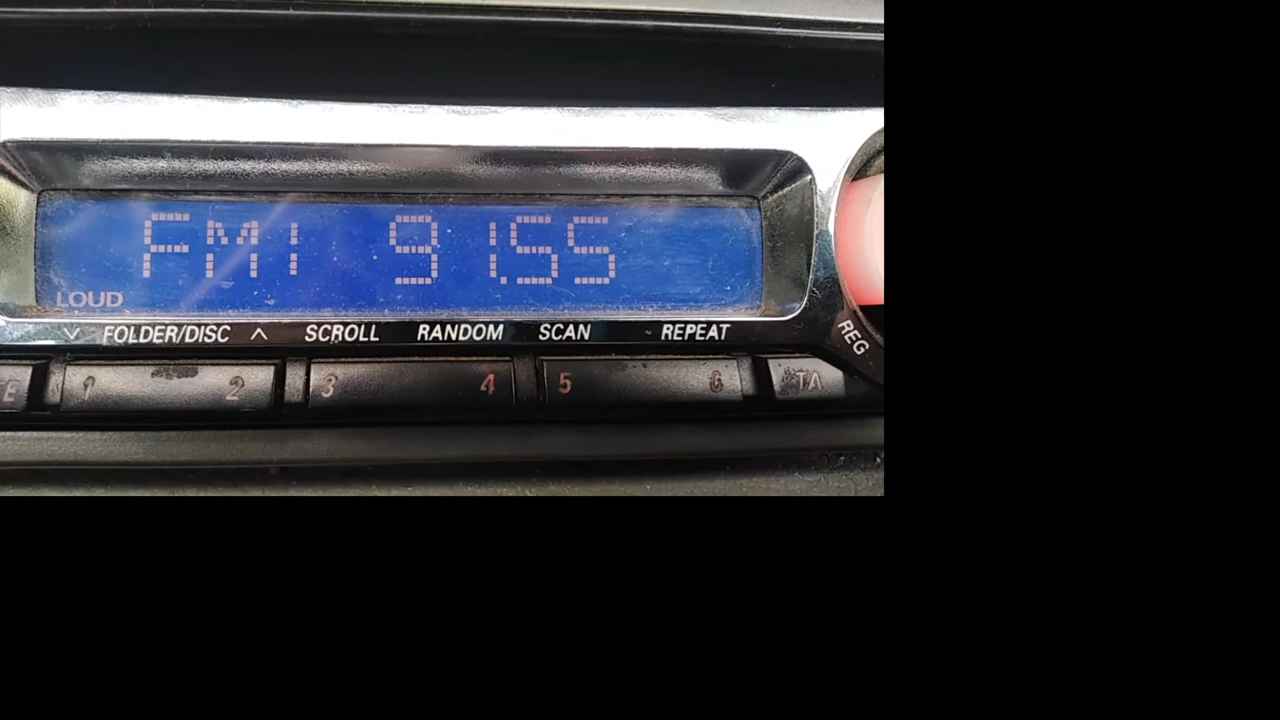 FM1 91.55
LOUD
∨ FOLDER/DISC ∧ SCROLL RANDOM SCAN REPEAT
REG
E 1 2 3 4 5 6 TA